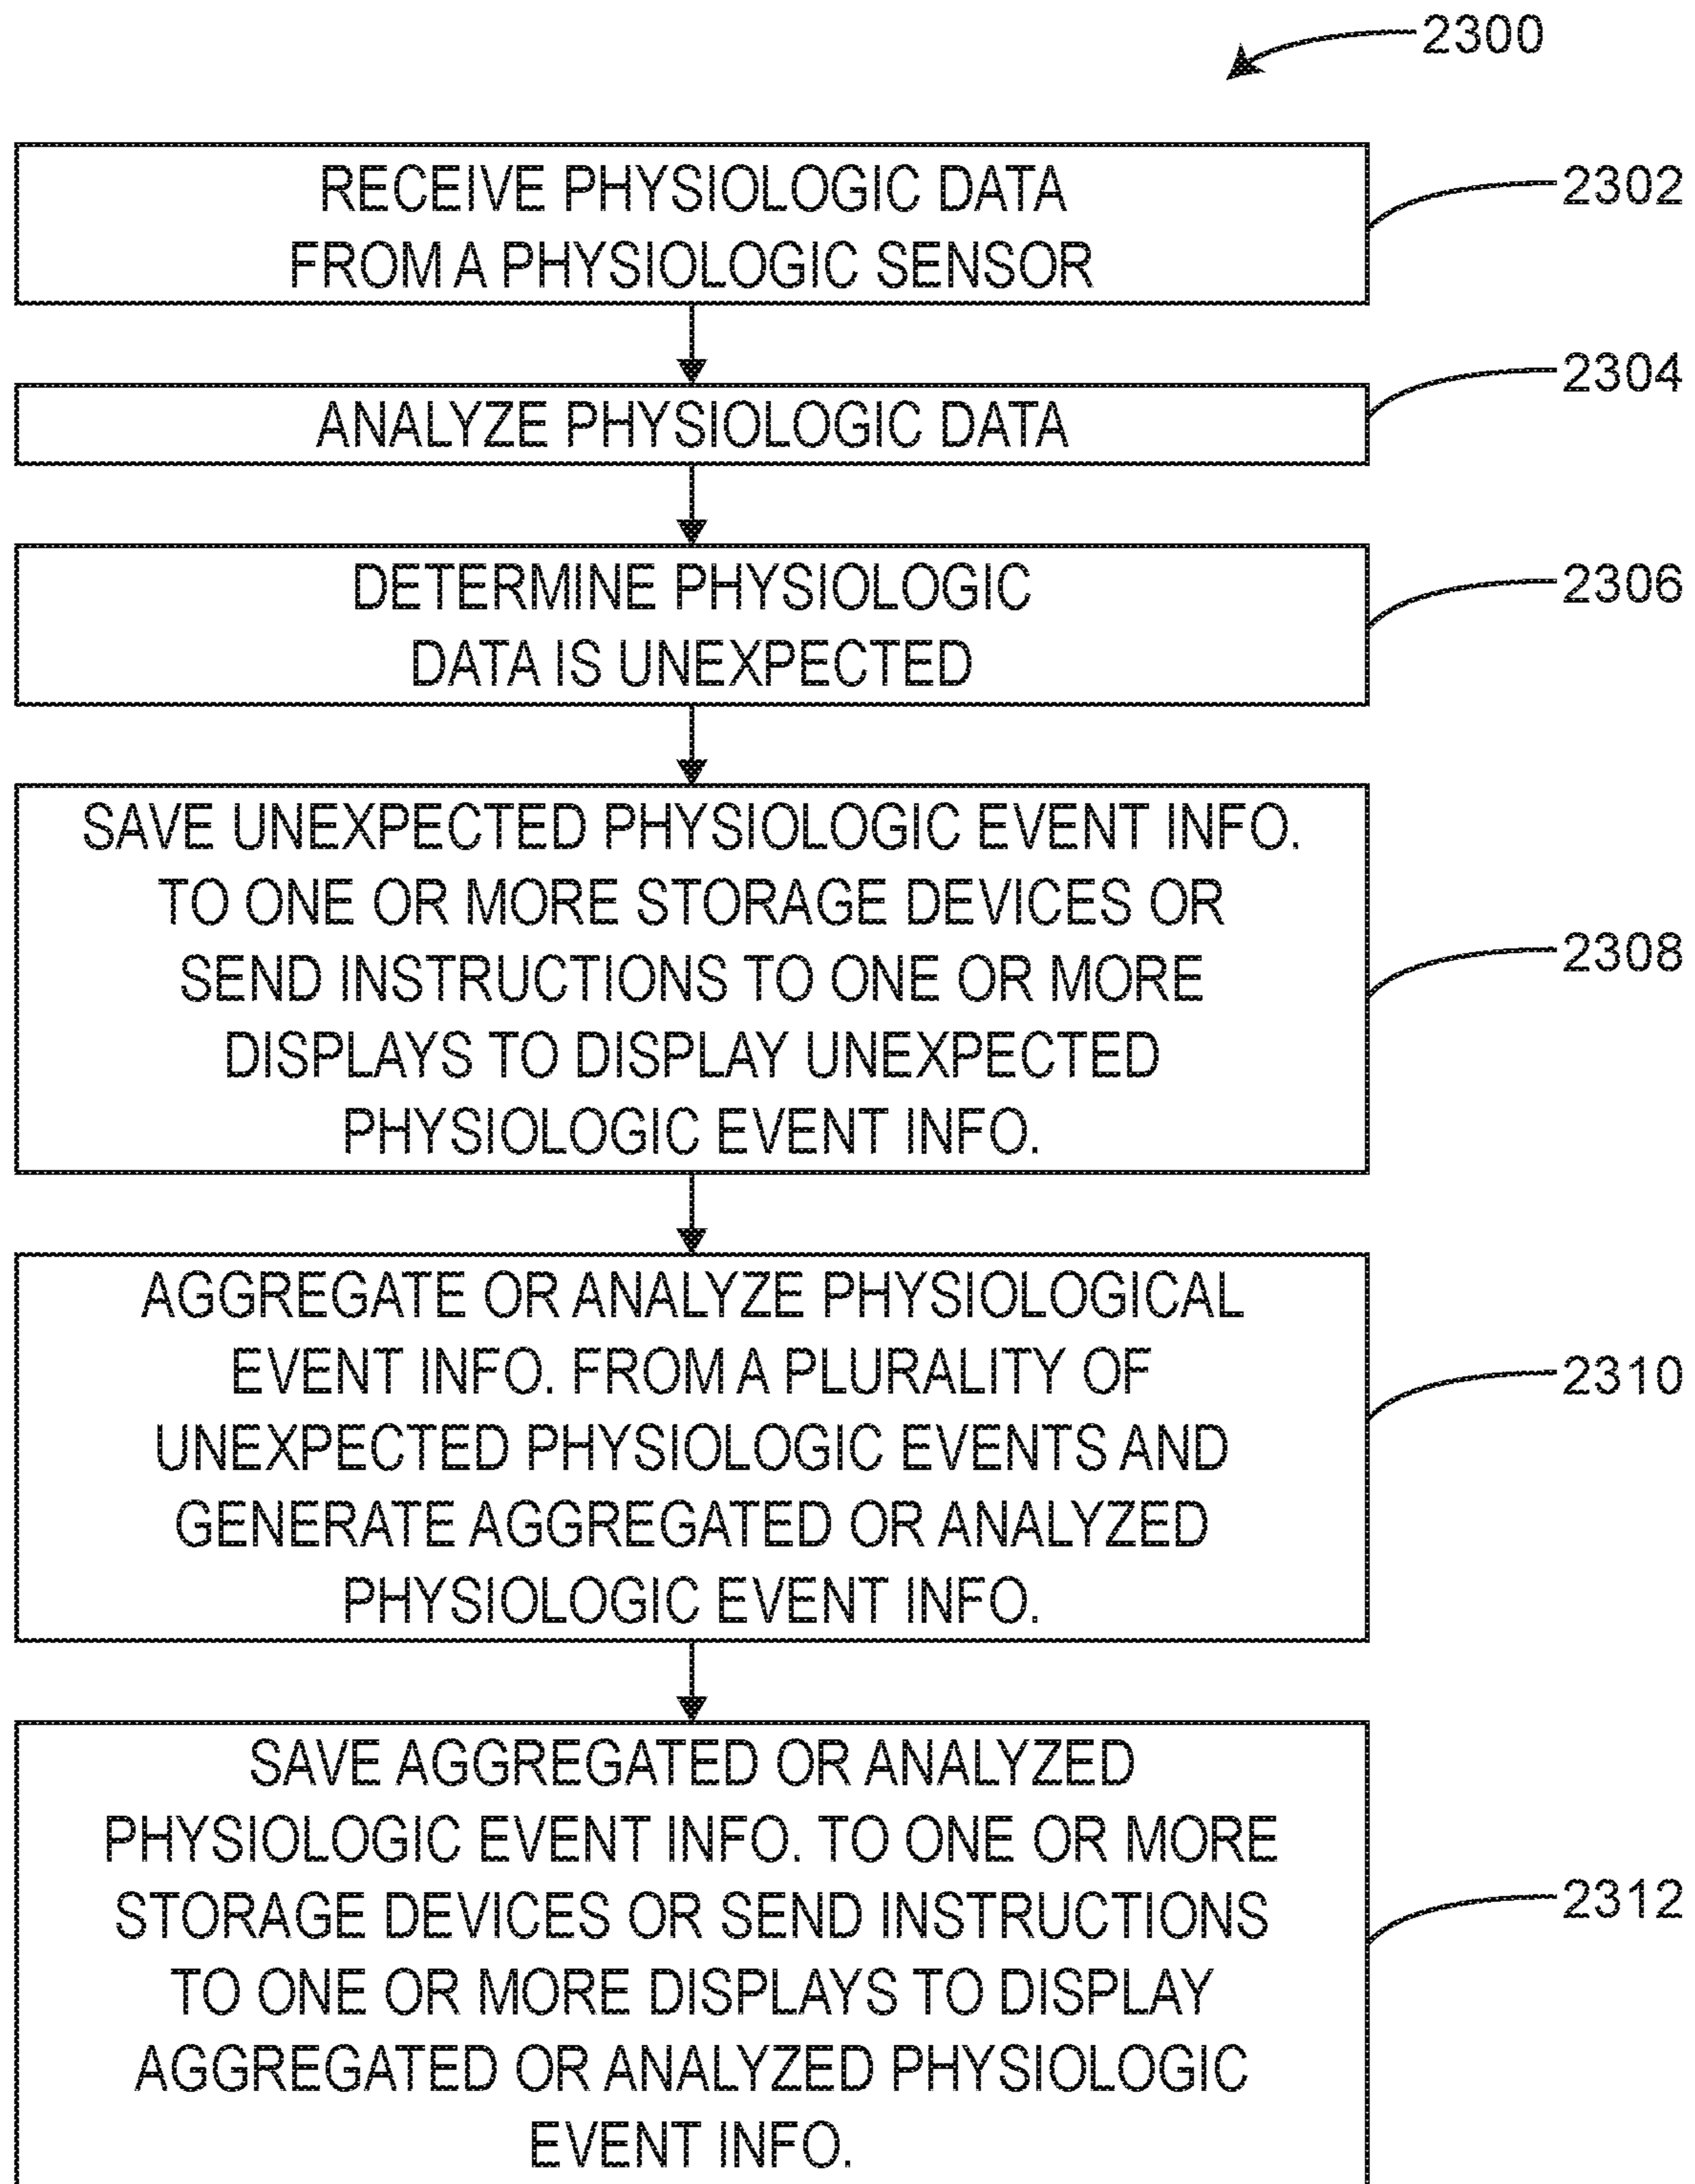 2300
RECEIVE PHYSIOLOGIC DATA
FROM A PHYSIOLOGIC SENSOR
2302
ANALYZE PHYSIOLOGIC DATA
2304
DETERMINE PHYSIOLOGIC
DATA IS UNEXPECTED
2306
SAVE UNEXPECTED PHYSIOLOGIC EVENT INFO.
TO ONE OR MORE STORAGE DEVICES OR
SEND INSTRUCTIONS TO ONE OR MORE
DISPLAYS TO DISPLAY UNEXPECTED
PHYSIOLOGIC EVENT INFO.
2308
AGGREGATE OR ANALYZE PHYSIOLOGICAL
EVENT INFO. FROM A PLURALITY OF
UNEXPECTED PHYSIOLOGIC EVENTS AND
GENERATE AGGREGATED OR ANALYZED
PHYSIOLOGIC EVENT INFO.
2310
SAVE AGGREGATED OR ANALYZED
PHYSIOLOGIC EVENT INFO. TO ONE OR MORE
STORAGE DEVICES OR SEND INSTRUCTIONS
TO ONE OR MORE DISPLAYS TO DISPLAY
AGGREGATED OR ANALYZED PHYSIOLOGIC
EVENT INFO.
2312